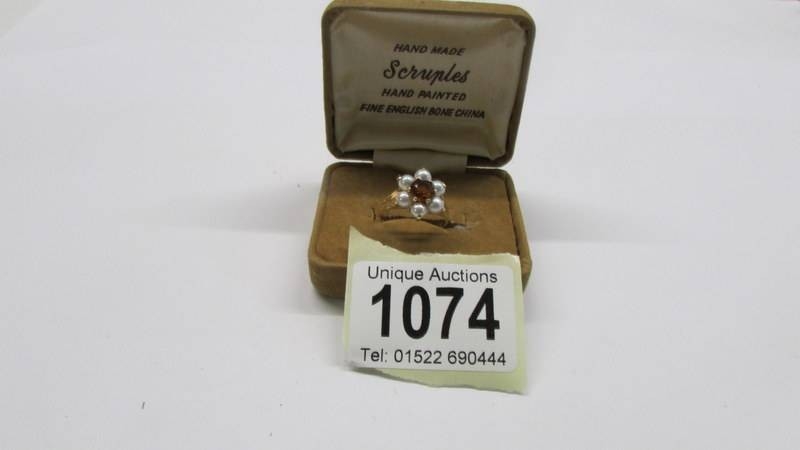 HAND MADE
Scruples
HAND PAINTED
FINE ENGLISH BONE CHINA
Unique Auctions
1074
Tel: 01522 690444